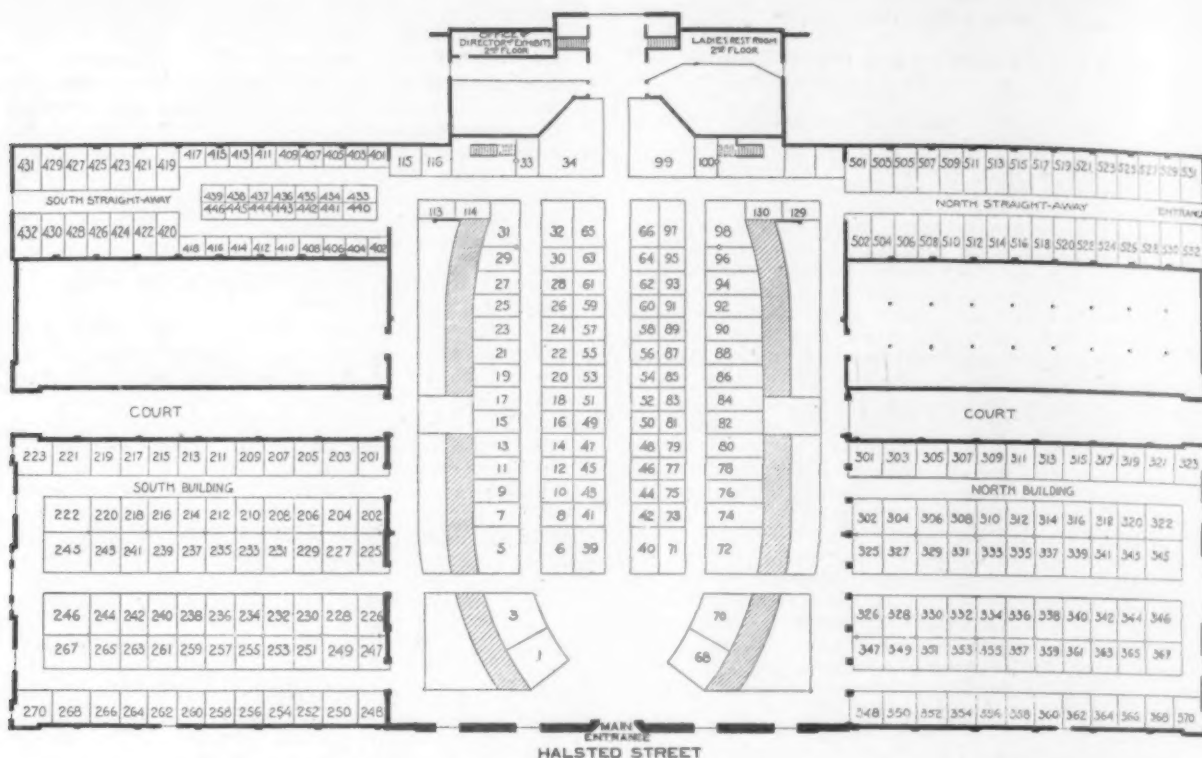 OFFICE OF
DIRECTOR OF EXHIBITS
2ND FLOOR
LADIES REST ROOM
2ND FLOOR
431 429 427 425 423 421 419 417 415 413 411 409 407 405 403 401 115 116 33 34 99 100 501 503 505 507 509 511 513 515 517 519 521 523 525 527 529 531
SOUTH STRAIGHT-AWAY
439 438 437 436 435 434 433
446 445 444 443 442 441 440
NORTH STRAIGHT-AWAY
432 430 428 426 424 422 420 418 416 414 412 410 408 406 404 402
502 504 506 508 510 512 514 516 518 520 522 524 526 528 530 532
113 114 130 129
31 32 65 66 97 98
29 30 63 64 95 96
27 28 61 62 93 94
25 26 59 60 91 92
23 24 57 58 89 90
21 22 55 56 87 88
19 20 53 54 85 86
17 18 51 52 83 84
15 16 49 50 81 82
13 14 47 48 79 80
11 12 45 46 77 78
9 10 43 44 75 76
7 8 41 42 73 74
5 6 39 40 71 72
3 70
1 68
COURT
223 221 219 217 215 213 211 209 207 205 203 201
SOUTH BUILDING
222 220 218 216 214 212 210 208 206 204 202
245 243 241 239 237 235 233 231 229 227 225
246 244 242 240 238 236 234 232 230 228 226
267 265 263 261 259 257 255 253 251 249 247
270 268 266 264 262 260 258 256 254 252 250 248
COURT
301 303 305 307 309 311 313 315 317 319 321 323
NORTH BUILDING
302 304 306 308 310 312 314 316 318 320 322
325 327 329 331 333 335 337 339 341 343 345
326 328 330 332 334 336 338 340 342 344 346
347 349 351 353 355 357 359 361 363 365 367
348 350 352 354 356 358 360 362 364 366 368 370
MAIN
ENTRANCE
HALSTED STREET